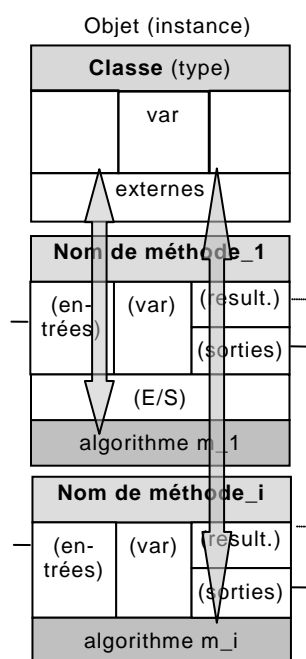 Objet (instance)
Classe (type)
var
externes
Nom de méthode_1
(en-
trées)
(var)
(result.)
(sorties)
(E/S)
algorithme m_1
Nom de méthode_i
(en-
trées)
(var)
(result.)
(sorties)
algorithme m_i